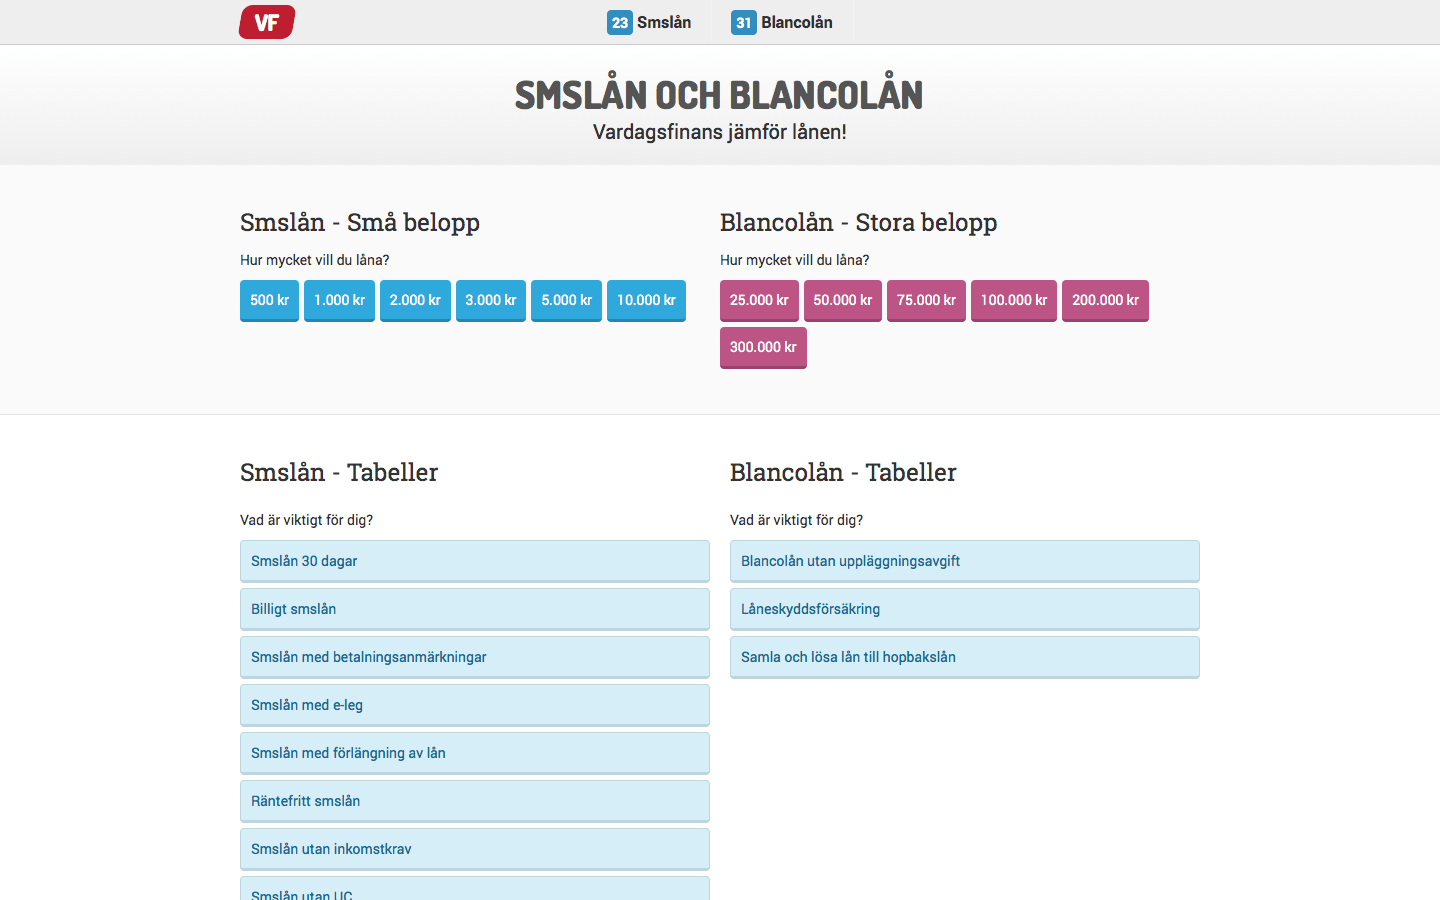 VF
23 Smslån
31 Blancolån
SMSLÅN OCH BLANCOLÅN
Vardagsfinans jämför lånen!
Smslån - Små belopp
Hur mycket vill du låna?
500 kr 1.000 kr 2.000 kr 3.000 kr 5.000 kr 10.000 kr
Blancolån - Stora belopp
Hur mycket vill du låna?
25.000 kr 50.000 kr 75.000 kr 100.000 kr 200.000 kr
300.000 kr
Smslån - Tabeller
Vad är viktigt för dig?
Smslån 30 dagar
Billigt smslån
Smslån med betalningsanmärkningar
Smslån med e-leg
Smslån med förlängning av lån
Räntefritt smslån
Smslån utan inkomstkrav
Smslån utan UC
Blancolån - Tabeller
Vad är viktigt för dig?
Blancolån utan uppläggningsavgift
Låneskyddsförsäkring
Samla och lösa lån till hopbakslån